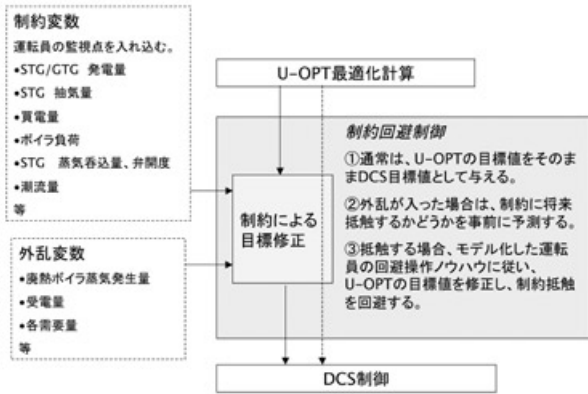 制約変数
運転員の監視点を入れ込む。
•STG/GTG 発電量
•STG 抽気量
•買電量
•ボイラ負荷
•STG 蒸気呑込量、弁開度
•潮流量
等
外乱変数
•廃熱ボイラ蒸気発生量
•受電量
•各需要量
等
U-OPT最適化計算
制約による
目標修正
制約回避制御
①通常は、U-OPTの目標値をそのま
まDCS目標値として与える。
②外乱が入った場合は、制約に将来
抵触するかどうかを事前に予測する。
③抵触する場合、モデル化した運転
員の回避操作ノウハウに従い、
U-OPTの目標値を修正し、制約抵触
を回避する。
DCS制御